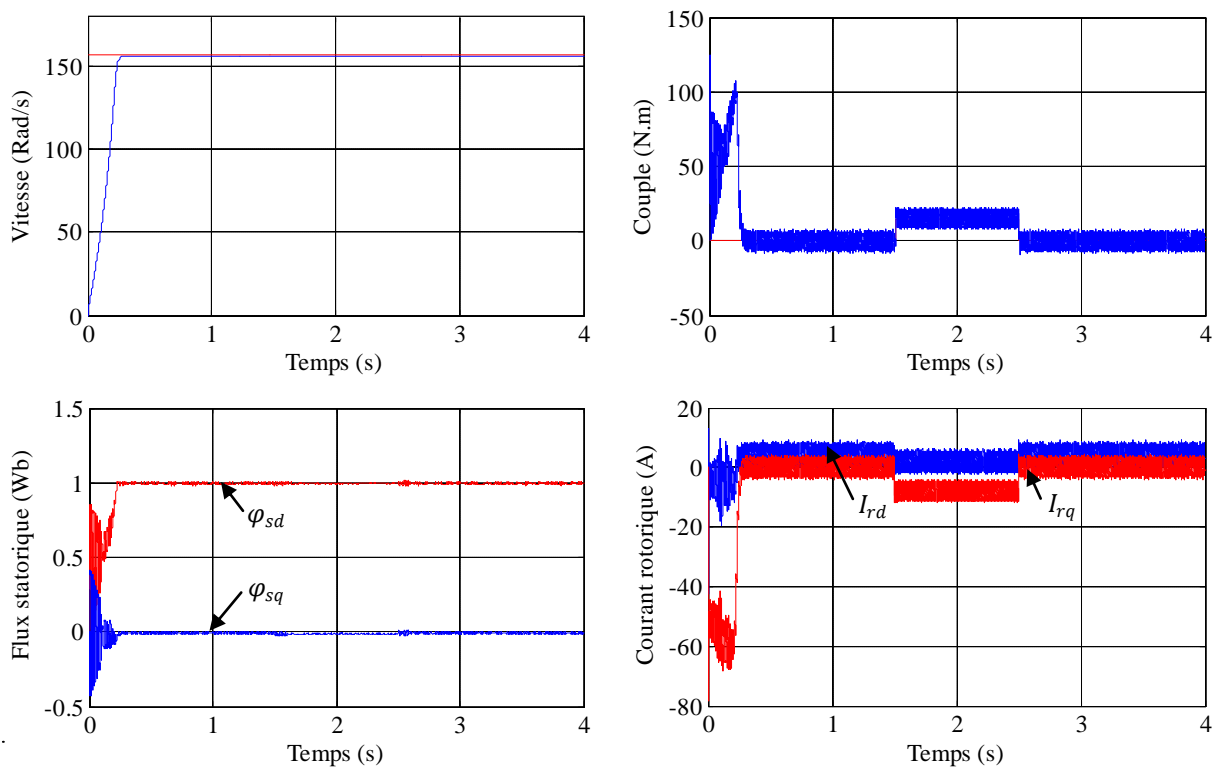 Vitesse (Rad/s)
150
100
50
0
0 1 2 3 4
Temps (s)
Couple (N.m)
150
100
50
0
-50
0 1 2 3 4
Temps (s)
Flux statorique (Wb)
1.5
1
0.5
0
-0.5
φsd
φsq
0 1 2 3 4
Temps (s)
Courant rotorique (A)
20
0
-20
-40
-60
-80
Ird
Irq
0 1 2 3 4
Temps (s)
.